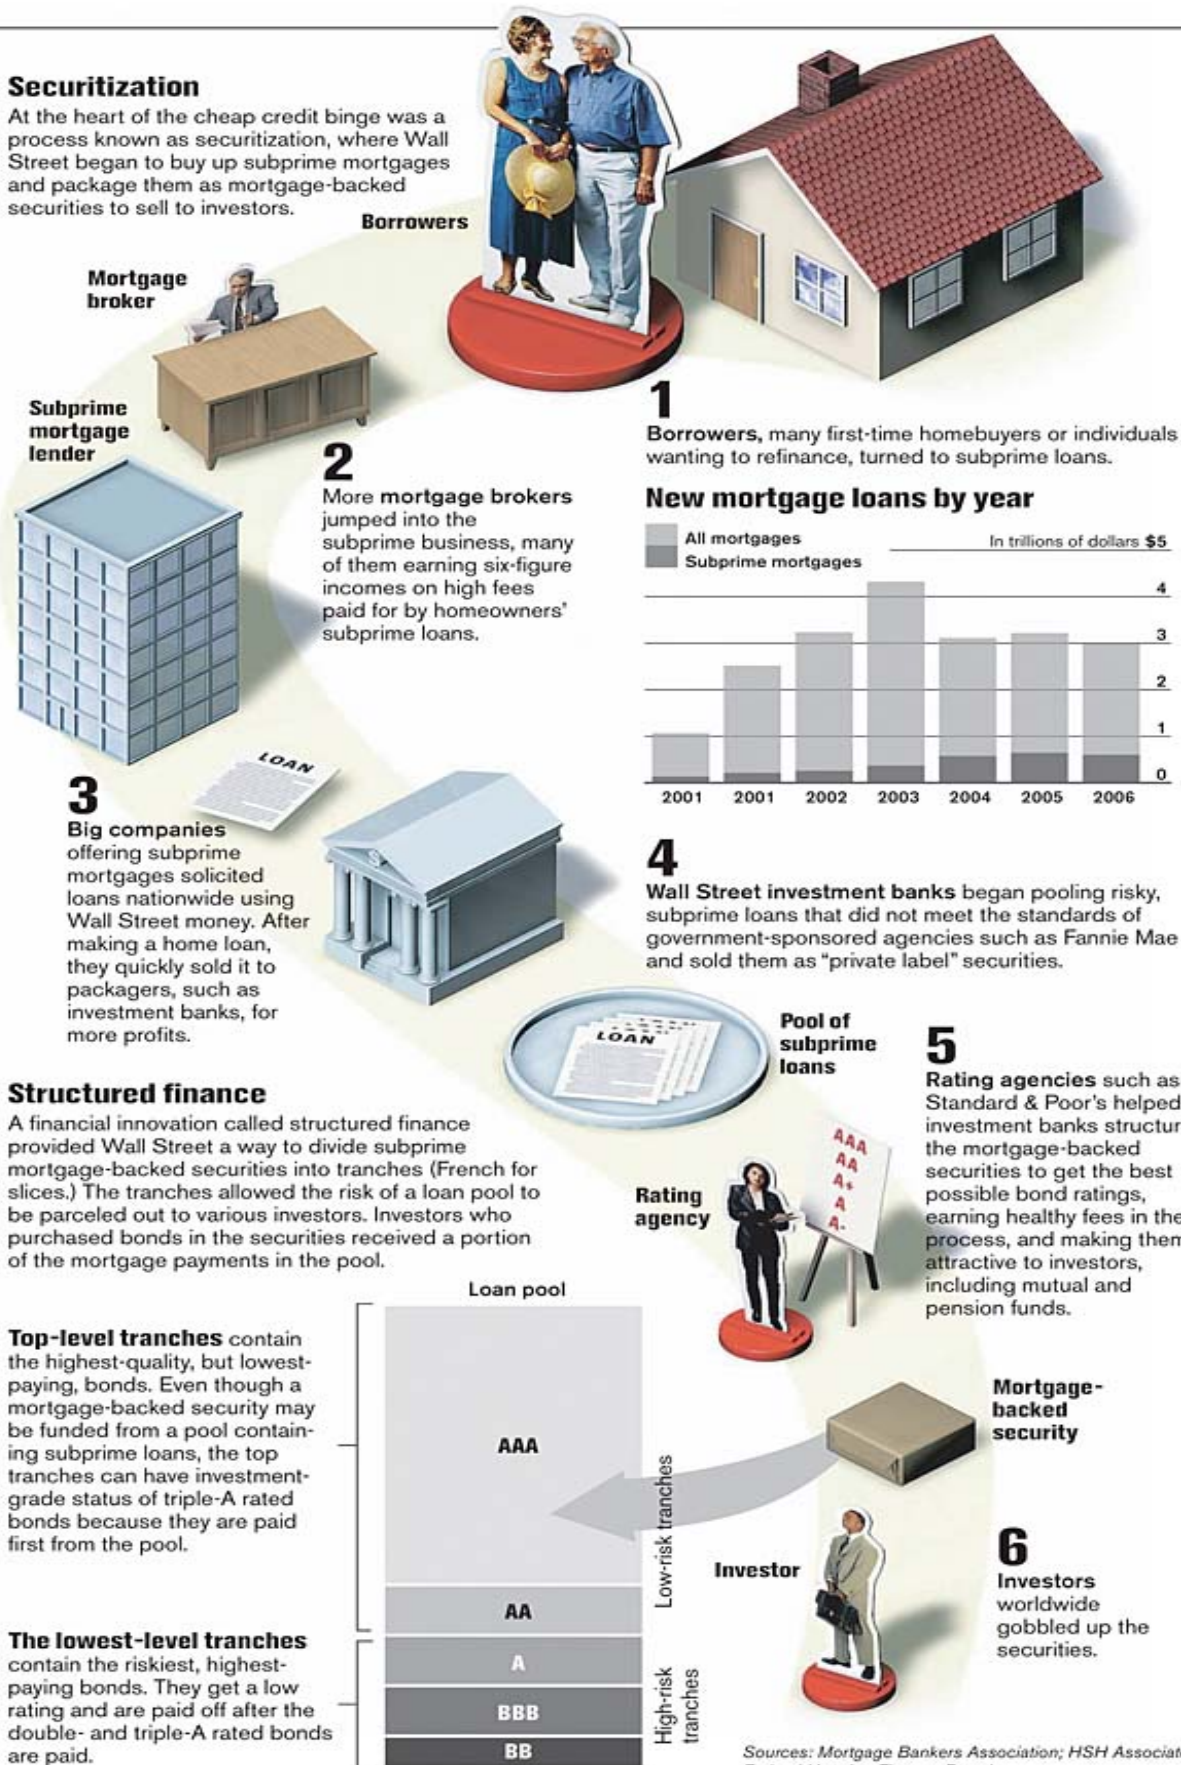 Securitization
At the heart of the cheap credit binge was a
process known as securitization, where Wall
Street began to buy up subprime mortgages
and package them as mortgage-backed
securities to sell to investors.
Borrowers
Mortgage
broker
Subprime
mortgage
lender
1
Borrowers, many first-time homebuyers or individuals
wanting to refinance, turned to subprime loans.
2
More mortgage brokers
jumped into the
subprime business, many
of them earning six-figure
incomes on high fees
paid for by homeowners'
subprime loans.
New mortgage loans by year
All mortgages
Subprime mortgages
In trillions of dollars $5
4
3
2
1
0
2001 2001 2002 2003 2004 2005 2006
LOAN
3
Big companies
offering subprime
mortgages solicited
loans nationwide using
Wall Street money. After
making a home loan,
they quickly sold it to
packagers, such as
investment banks, for
more profits.
4
Wall Street investment banks began pooling risky,
subprime loans that did not meet the standards of
government-sponsored agencies such as Fannie Mae
and sold them as “private label” securities.
LOAN
Pool of
subprime
loans
5
Rating agencies such as
Standard & Poor's helped
investment banks structur
the mortgage-backed
securities to get the best
possible bond ratings,
earning healthy fees in the
process, and making them
attractive to investors,
including mutual and
pension funds.
AAA
AA
A+
A
A-
Rating
agency
Structured finance
A financial innovation called structured finance
provided Wall Street a way to divide subprime
mortgage-backed securities into tranches (French for
slices.) The tranches allowed the risk of a loan pool to
be parceled out to various investors. Investors who
purchased bonds in the securities received a portion
of the mortgage payments in the pool.
Loan pool
Top-level tranches contain
the highest-quality, but lowest-
paying, bonds. Even though a
mortgage-backed security may
be funded from a pool contain-
ing subprime loans, the top
tranches can have investment-
grade status of triple-A rated
bonds because they are paid
first from the pool.
AAA
AA
Low-risk tranches
The lowest-level tranches
contain the riskiest, highest-
paying bonds. They get a low
rating and are paid off after the
double- and triple-A rated bonds
are paid.
A
BBB
BB
High-risk
tranches
Mortgage-
backed
security
Investor
6
Investors
worldwide
gobbled up the
securities.
Sources: Mortgage Bankers Association; HSH Associat